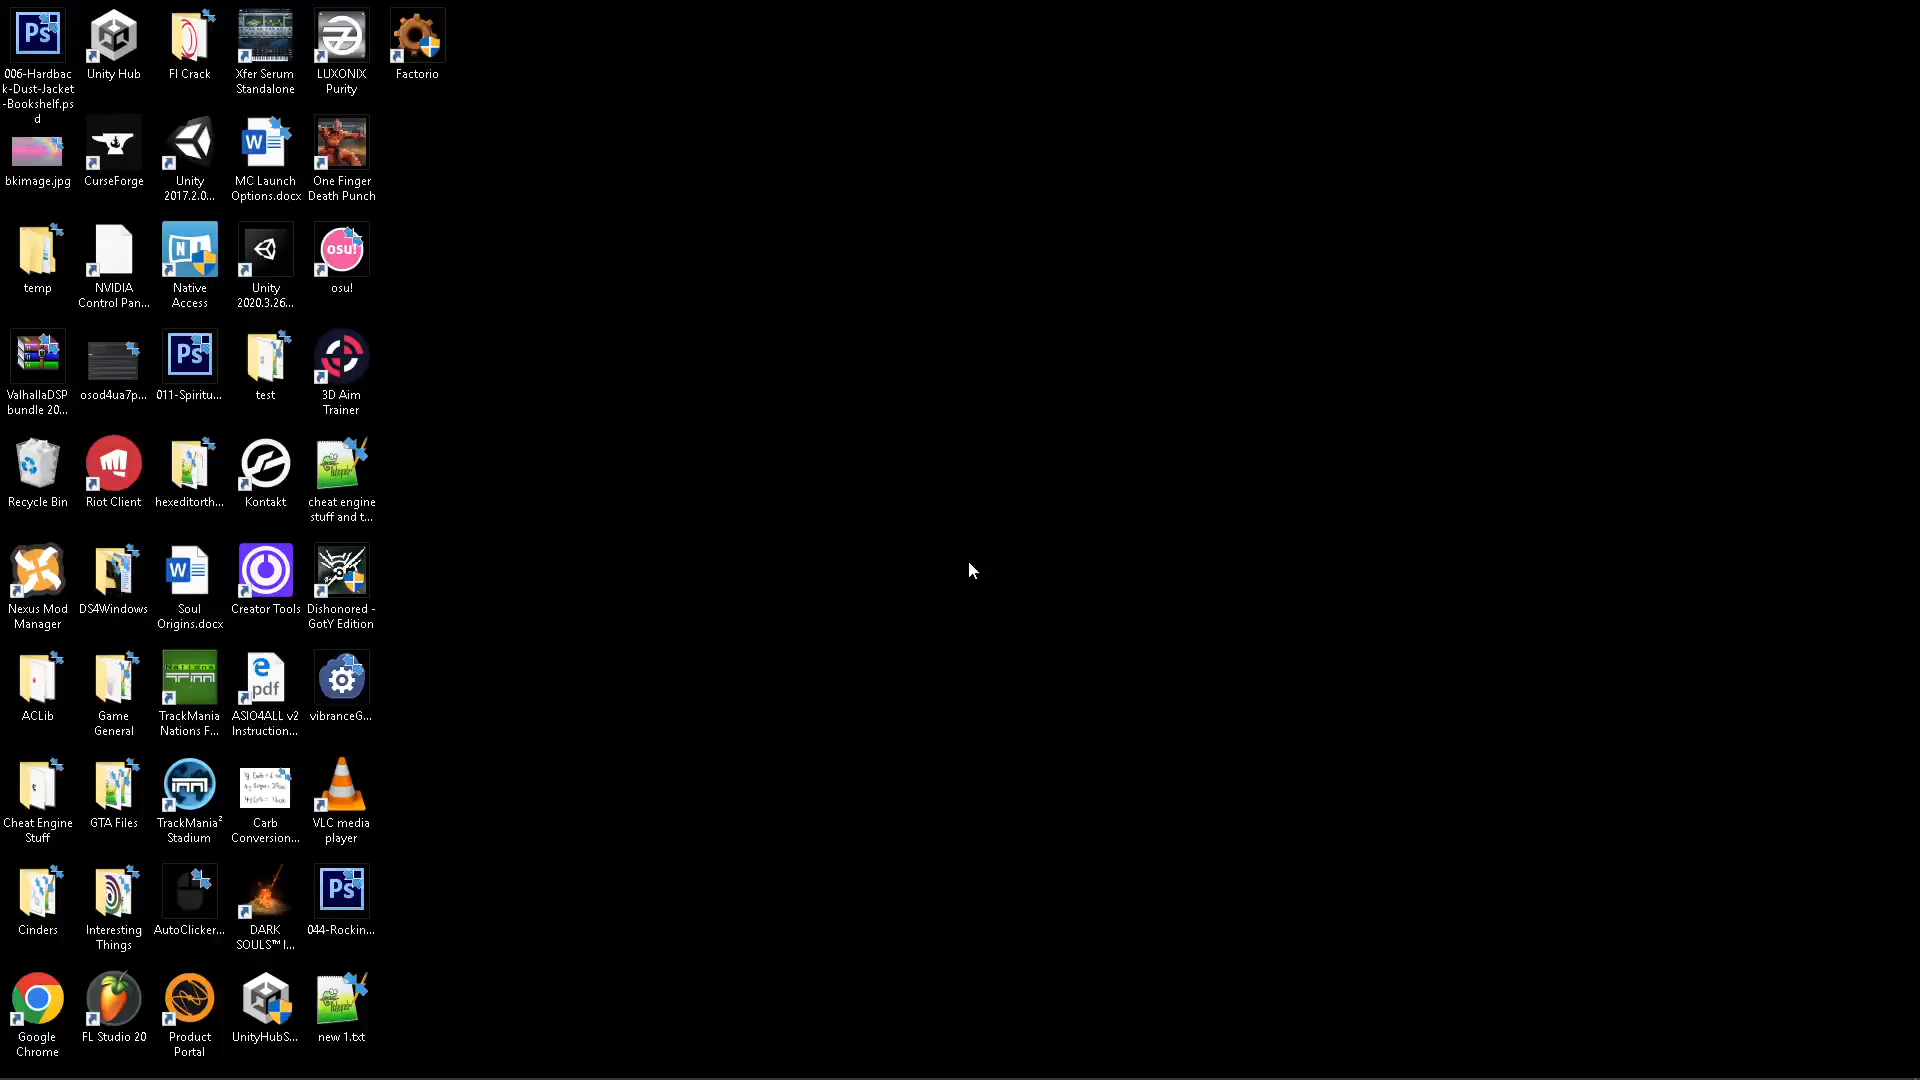 006-Hardbac
k-Dust-Jacket
-Bookshelf.ps
d
Unity Hub
Fl Crack
Xfer Serum
Standalone
LUXONIX
Purity
Factorio
bkimage.jpg
CurseForge
Unity
2017.2.0...
MC Launch
Options.docx
One Finger
Death Punch
temp
NVIDIA
Control Pan...
Native
Access
Unity
2020.3.26...
osu!
osu!
ValhallaDSP
bundle 20...
osod4ua7p...
Ps
011-Spiritu...
test
3D Aim
Trainer
Recycle Bin
Riot Client
hexeditorth...
Kontakt
cheat engine
stuff and t...
Nexus Mod
Manager
DS4Windows
Soul
Origins.docx
Creator Tools
Dishonored -
GotY Edition
ACLib
Game
General
TrackMania
Nations F...
pdf
ASIO4ALL v2
Instruction...
vibranceG...
Cheat Engine
Stuff
GTA Files
TrackMania²
Stadium
Carb
Conversion...
VLC media
player
Cinders
Interesting
Things
AutoClicker...
DARK
SOULS™ I...
Ps
044-Rockin...
Google
Chrome
FL Studio 20
Product
Portal
UnityHubS...
new 1.txt